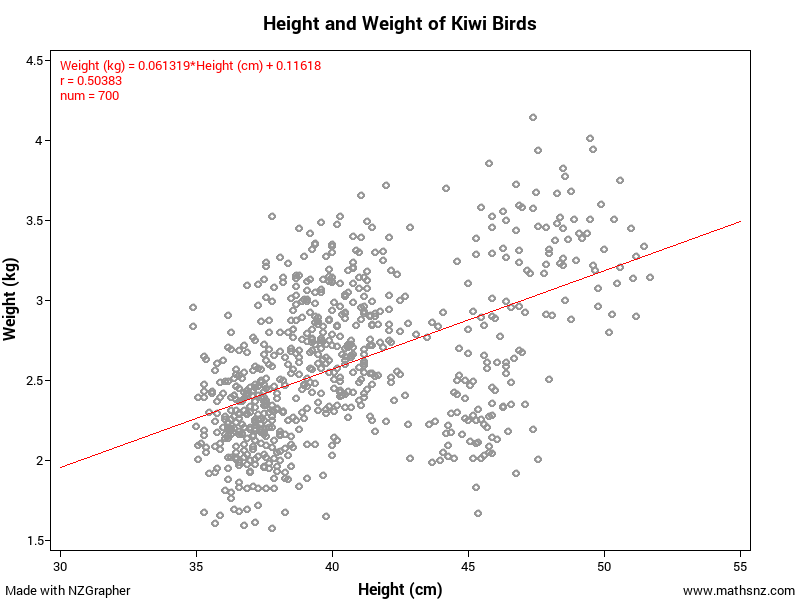 Height and Weight of Kiwi Birds
Weight (kg) = 0.061319*Height (cm) + 0.11618
r = 0.50383
num = 700
4.5
4
3.5
3
2.5
2
1.5
Weight (kg)
30 35 40 45 50 55
Height (cm)
Made with NZGrapher
www.mathsnz.com